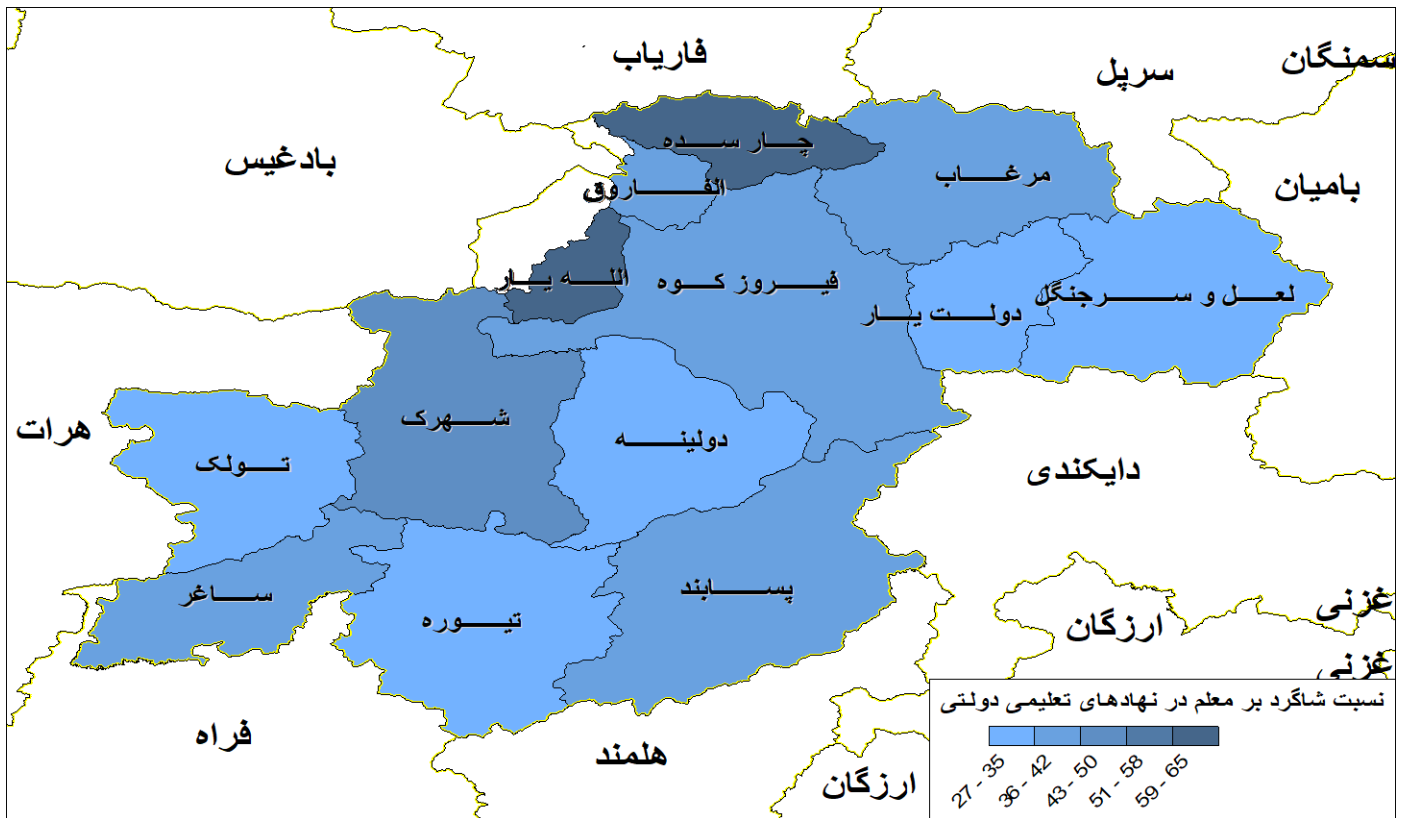 فاریاب
سمنگان
سرپل
چار سده
بادغیس
مرغاب
بامیان
الفاروق
الله یار
فیروز کوه
لعل و سرجنگل
دولت یار
شهرک
هرات
دولینه
تولک
دایکندی
پسابند
ساغر
غزنی
تیوره
ارزگان
غزنی
فراه
هلمند
ارزگان
نسبت شاگرد بر معلم در نهادهای تعلیمی دولتی
27 - 35
36 - 42
43 - 50
51 - 58
59 - 65